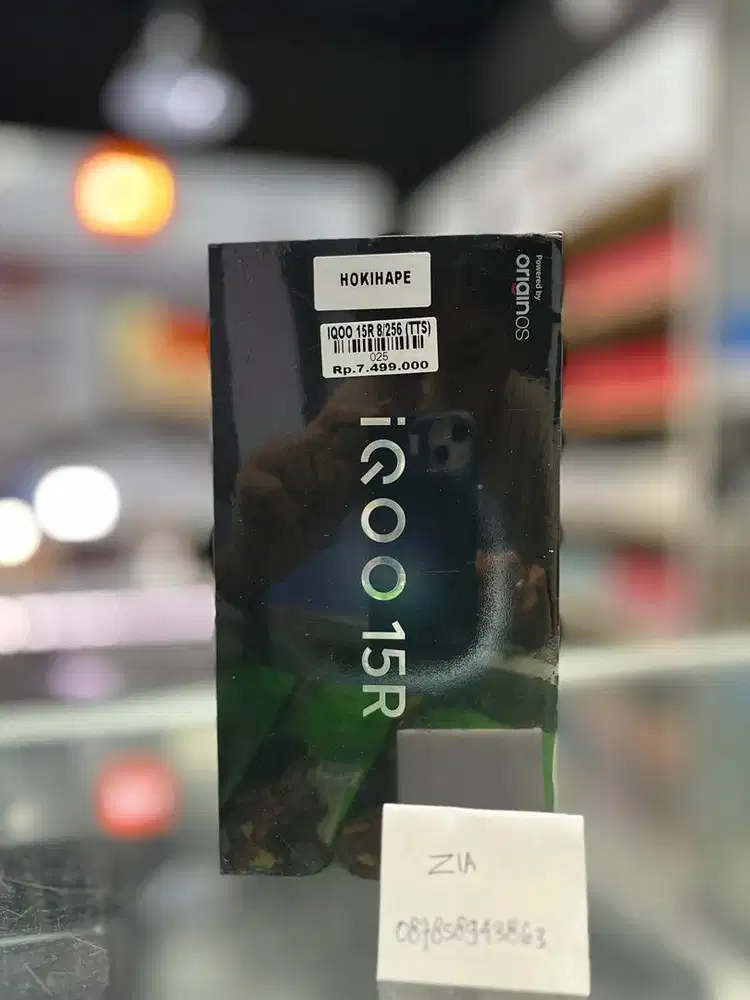 HOKIHAPE
IQOO 15R 8/256 (TTS)
025
Rp.7.499.000
Powered by
OriginOS
iQOO 15R
ZIA
087858943863